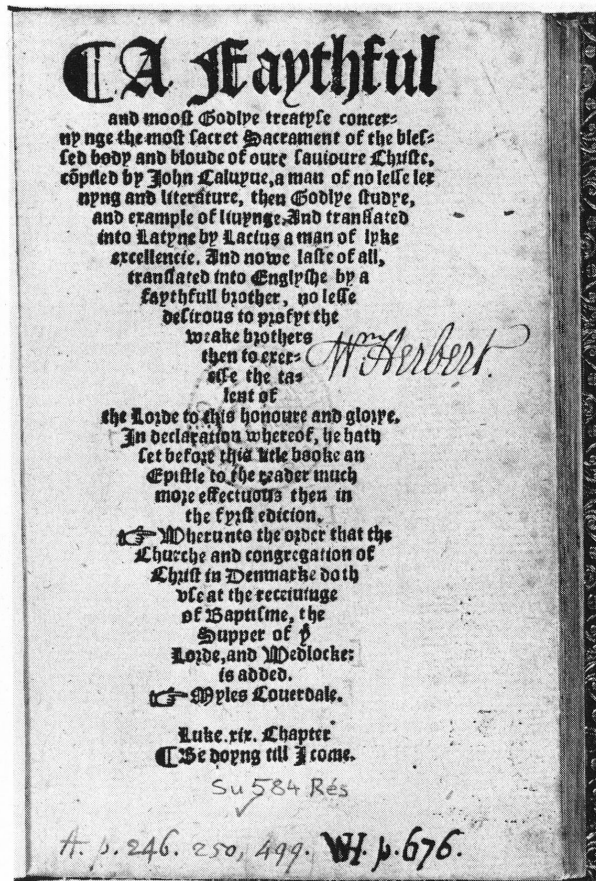 ¶A Faythful
and moost Godlye treatyse concer-
nynge the most sacret Sacrament of the bles-
sed body and bloude of oure sauioure Christe,
cōpiled by John Caluyne, a man of no lesse ler
nyng and literature, then Godlye studye,
and example of liuynge. And translated
into Latyne by Lacius a man of lyke
excellencie. And nowe laste of all,
translated into Englyshe by a
faythfull brother, no lesse
desirous to profyt the
weake brothers
then to exer-
cise the ta-
lent of
Wm Herbert.
the Lorde to this honoure and glorye.
In declaration whereof, he hath
set before this litle booke an
Epistle to the reader much
more effectuous then in
the fyrst edicion.
☞Wherunto the order that the
Churche and congregation of
Christ in Denmarke doth
vse at the receiuinge
of Baptisme, the
Supper of yͤ
Lorde, and Wedlocke:
is added.
☞Myles Couerdale.
Luke.xix. Chapter
¶Be doyng till I come.
Su 584 Rés
A. p. 246. 250, 499. WH. p. 676.